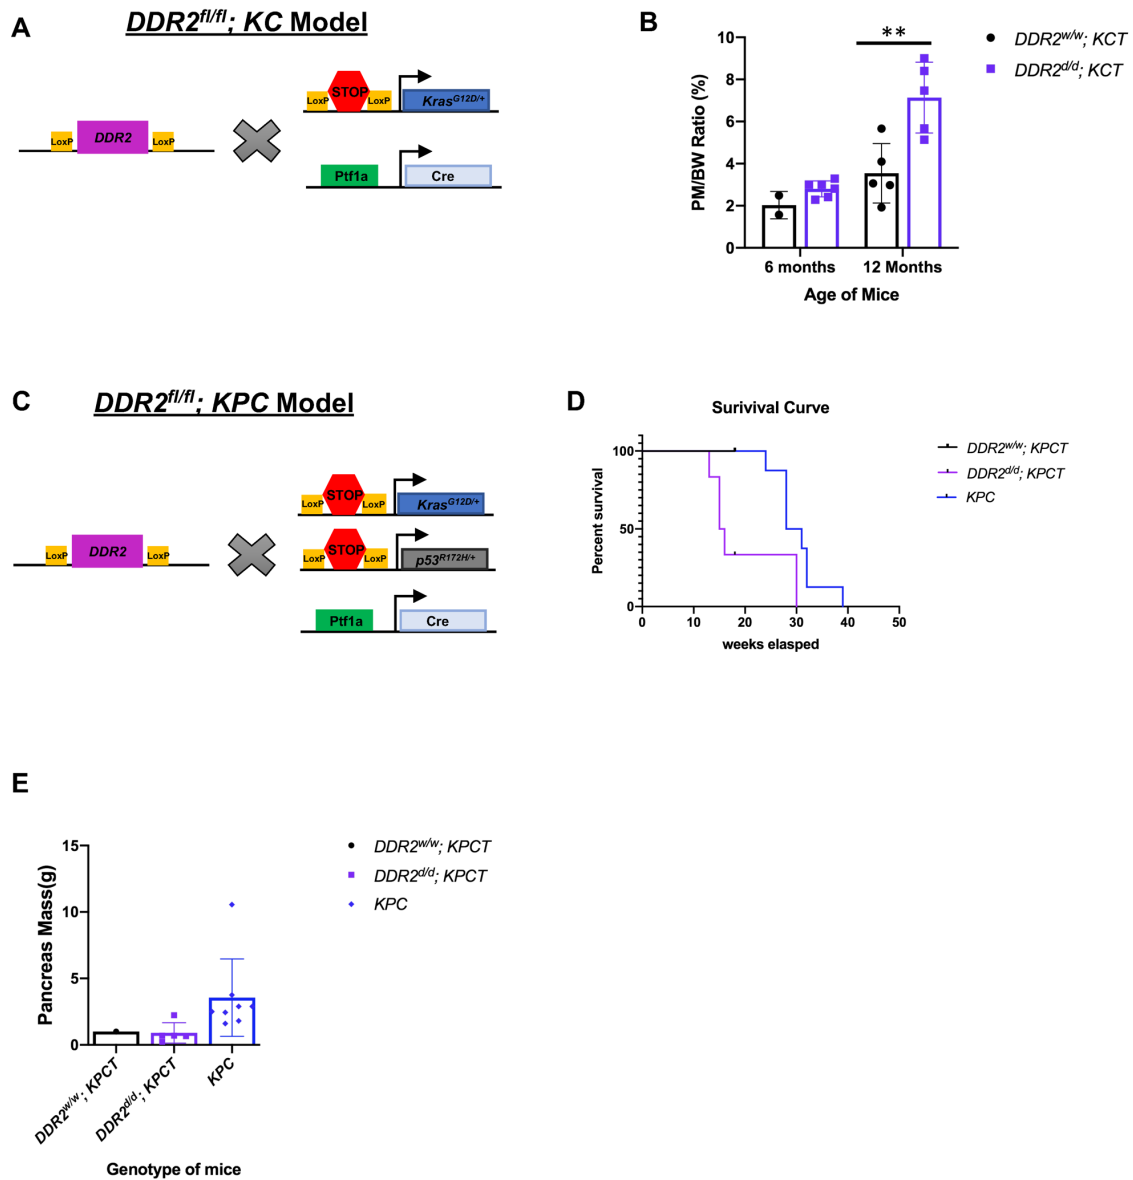 A
DDR2fl/fl; KC Model
LoxP
DDR2
LoxP
LoxP
STOP
LoxP
KrasG12D/+
Ptf1a
Cre
B
PM/BW Ratio (%)
10
8
6
4
2
0
**
6 months
12 Months
Age of Mice
DDR2w/w; KCT
DDR2d/d; KCT
C
DDR2fl/fl; KPC Model
LoxP
DDR2
LoxP
LoxP
STOP
LoxP
KrasG12D/+
LoxP
STOP
LoxP
p53R172H/+
Ptf1a
Cre
D
Surivival Curve
Percent survival
100
50
0
0
10
20
30
40
50
weeks elasped
DDR2w/w; KPCT
DDR2d/d; KPCT
KPC
E
Pancreas Mass(g)
15
10
5
0
DDR2w/w; KPCT
DDR2d/d; KPCT
KPC
Genotype of mice
DDR2w/w; KPCT
DDR2d/d; KPCT
KPC